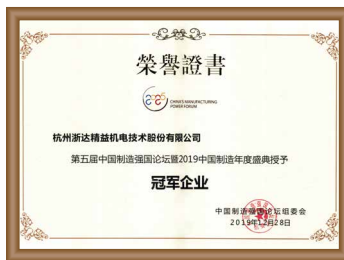 荣譽證書
CHINA'S MANUFACTURING
POWER FORUM
杭州浙达精益机电技术股份有限公司
第五届中国制造强国论坛暨2019中国制造年度盛典授予
冠军企业
中国制造强国论坛组委会
2019年12月28日